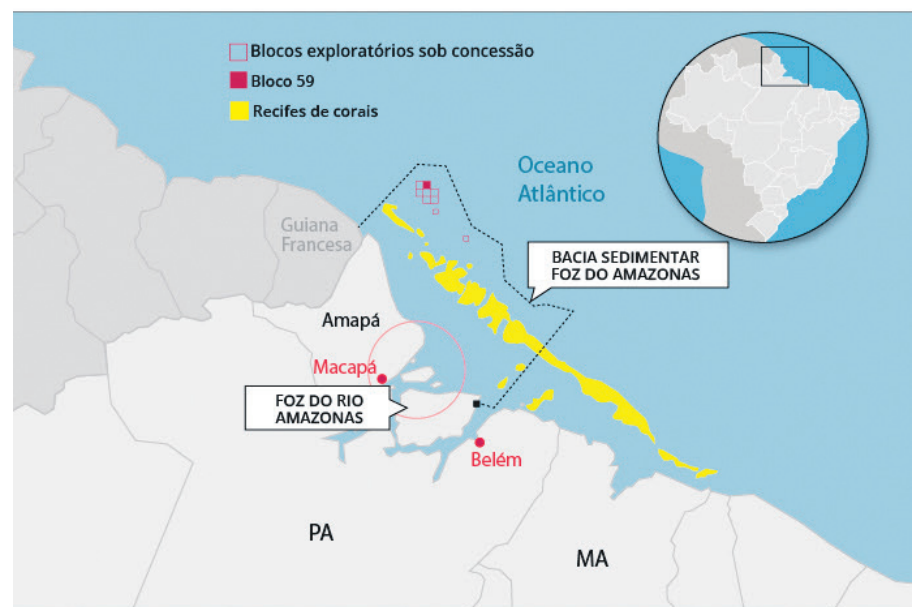 Blocos exploratórios sob concessão
Bloco 59
Recifes de corais
Oceano
Atlântico
Guiana
Francesa
BACIA SEDIMENTAR
FOZ DO AMAZONAS
Amapá
Macapá
FOZ DO RIO
AMAZONAS
Belém
PA
MA